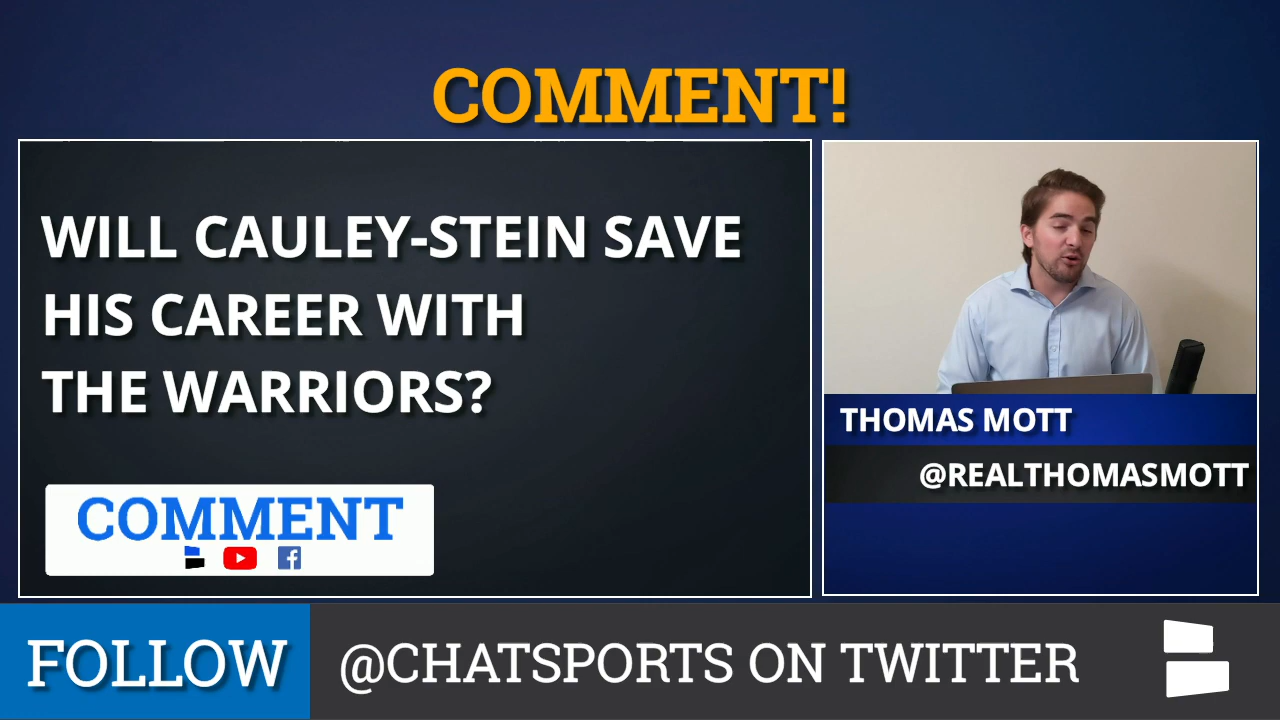 COMMENT!
WILL CAULEY-STEIN SAVE
HIS CAREER WITH
THE WARRIORS?
COMMENT
THOMAS MOTT
@REALTHOMASMOTT
FOLLOW
@CHATSPORTS ON TWITTER